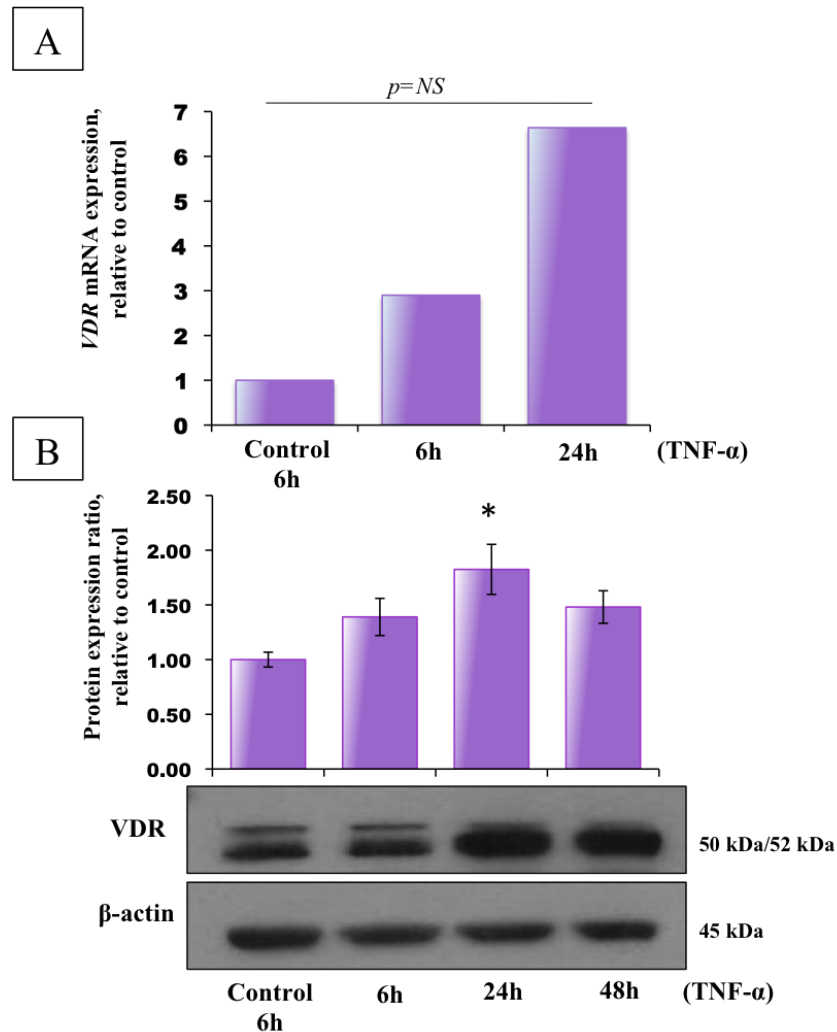 A
p=NS
VDR mRNA expression,
relative to control
7
6
5
4
3
2
1
0
Control
6h
6h
24h
(TNF-α)
B
Protein expression ratio,
relative to control
2.50
2.00
1.50
1.00
0.50
0.00
*
VDR
50 kDa/52 kDa
β-actin
45 kDa
Control
6h
6h
24h
48h
(TNF-α)